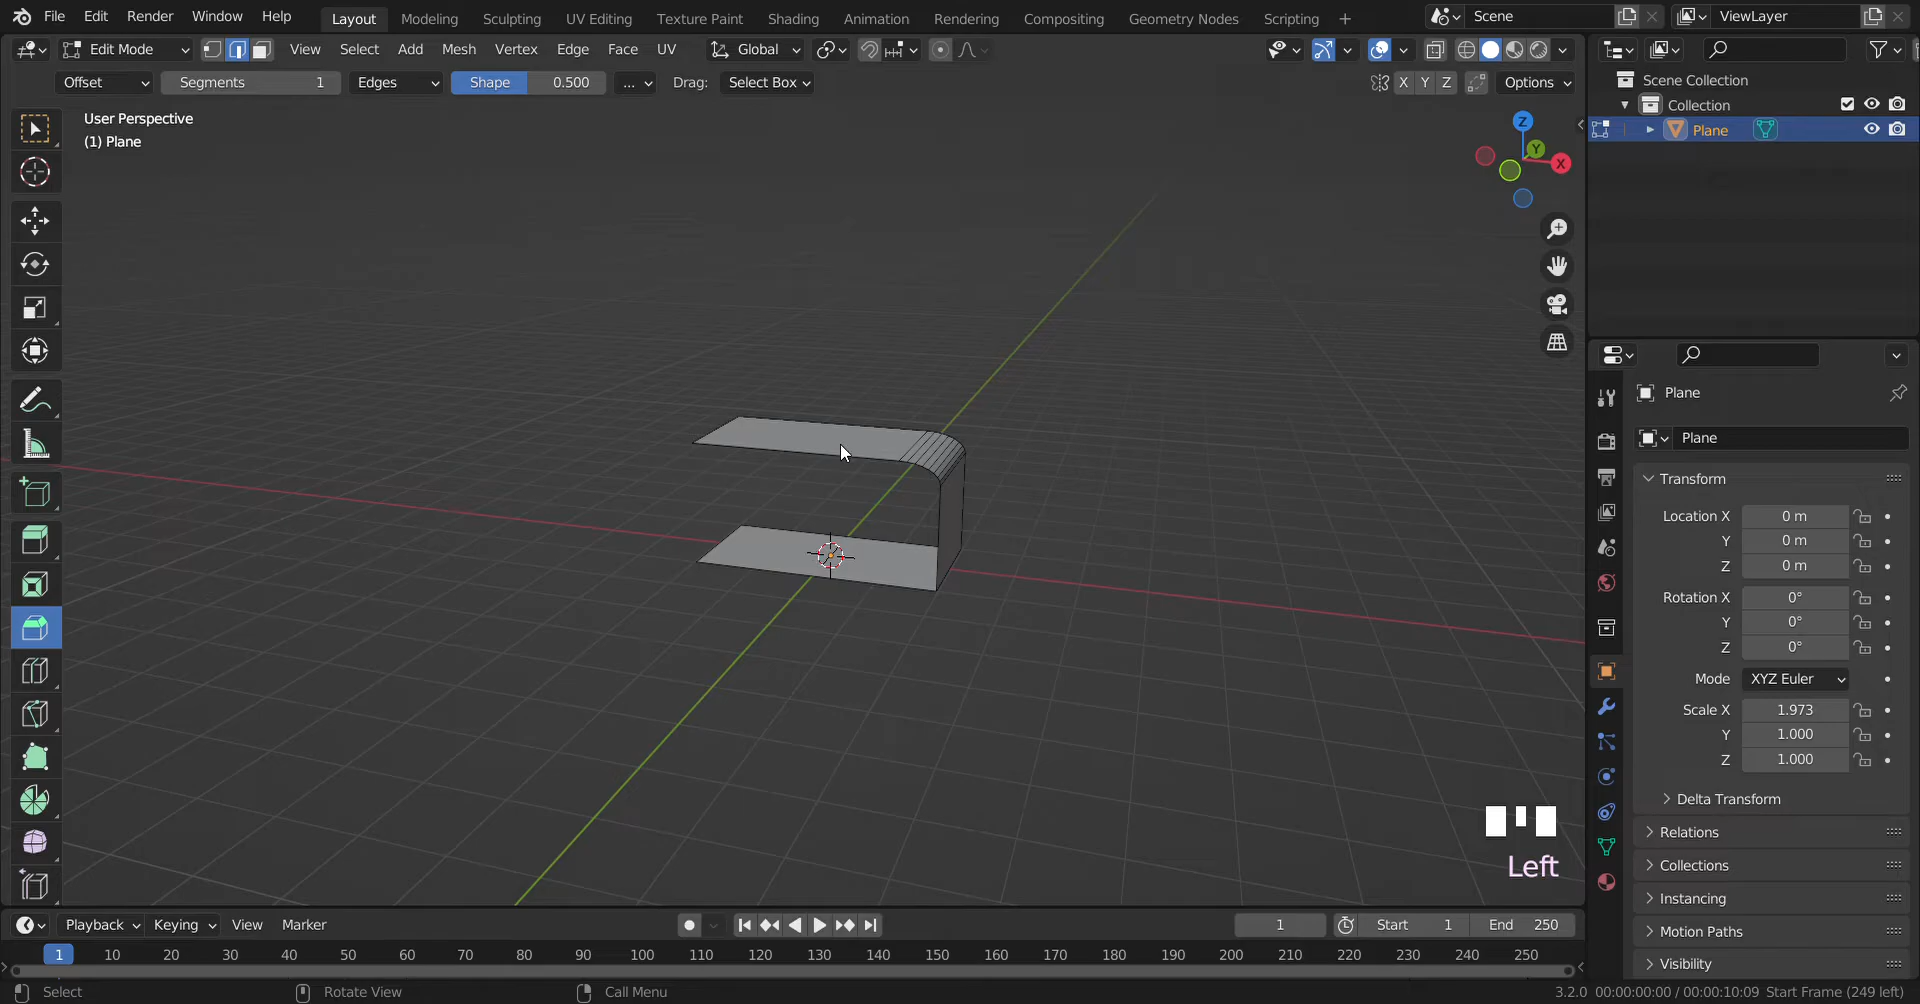 File Edit Render Window Help Layout Modeling Sculpting UV Editing Texture Paint Shading Animation Rendering Compositing Geometry Nodes Scripting + Scene ViewLayer
Edit Mode View Select Add Mesh Vertex Edge Face UV Global
Offset Segments 1 Edges Shape 0.500 ... Drag: Select Box X Y Z Options
User Perspective
(1) Plane
Z
Y
X
Left
Scene Collection
Collection
Plane
Plane
Plane
Transform
Location X 0 m
Y 0 m
Z 0 m
Rotation X 0°
Y 0°
Z 0°
Mode XYZ Euler
Scale X 1.973
Y 1.000
Z 1.000
Delta Transform
Relations
Collections
Instancing
Motion Paths
Visibility
Playback Keying View Marker 1 Start 1 End 250
1 10 20 30 40 50 60 70 80 90 100 110 120 130 140 150 160 170 180 190 200 210 220 230 240 250
Select Rotate View Call Menu 3.2.0 00:00:00:00 / 00:00:10:09 Start Frame (249 left)